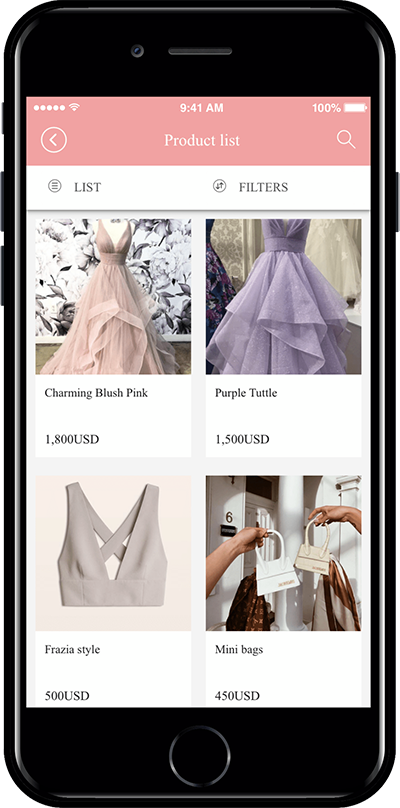 9:41 AM
100%
Product list
LIST
FILTERS
Charming Blush Pink
Purple Tuttle
1,800USD
1,500USD
6
Frazia style
Mini bags
500USD
450USD